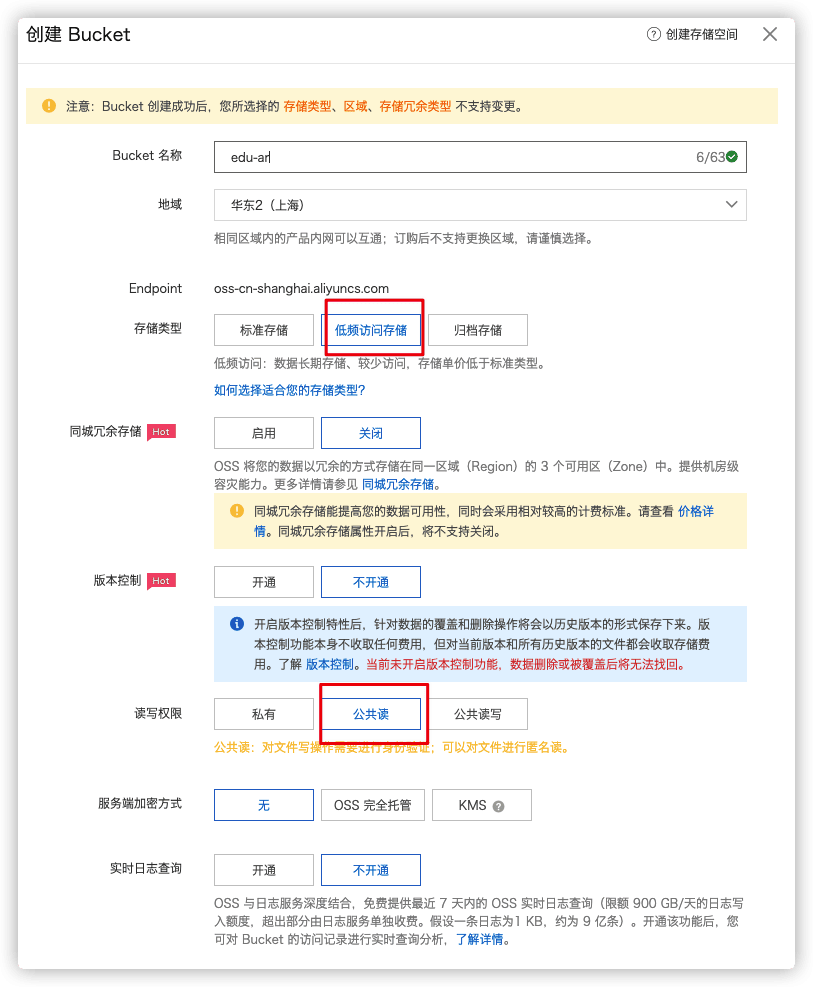 创建 Bucket
? 创建存储空间
注意：Bucket 创建成功后，您所选择的 存储类型、区域、存储冗余类型 不支持变更。
Bucket 名称
edu-ar
6/63
地域
华东2（上海）
相同区域内的产品内网可以互通；订购后不支持更换区域，请谨慎选择。
Endpoint
oss-cn-shanghai.aliyuncs.com
存储类型
标准存储 低频访问存储 归档存储
低频访问：数据长期存储、较少访问，存储单价低于标准类型。
如何选择适合您的存储类型？
同城冗余存储 Hot
启用 关闭
OSS 将您的数据以冗余的方式存储在同一区域（Region）的 3 个可用区（Zone）中。提供机房级
容灾能力。更多详情请参见 同城冗余存储。
同城冗余存储能提高您的数据可用性，同时会采用相对较高的计费标准。请查看 价格详
情。同城冗余存储属性开启后，将不支持关闭。
版本控制 Hot
开通 不开通
开启版本控制特性后，针对数据的覆盖和删除操作将会以历史版本的形式保存下来。版
本控制功能本身不收取任何费用，但对当前版本和所有历史版本的文件都会收取存储费
用。了解 版本控制。当前未开启版本控制功能，数据删除或被覆盖后将无法找回。
读写权限
私有 公共读 公共读写
公共读：对文件写操作需要进行身份验证；可以对文件进行匿名读。
服务端加密方式
无 OSS 完全托管 KMS ?
实时日志查询
开通 不开通
OSS 与日志服务深度结合，免费提供最近 7 天内的 OSS 实时日志查询（限额 900 GB/天的日志写
入额度，超出部分由日志服务单独收费。假设一条日志为1 KB，约为 9 亿条）。开通该功能后，您
可对 Bucket 的访问记录进行实时查询分析，了解详情。